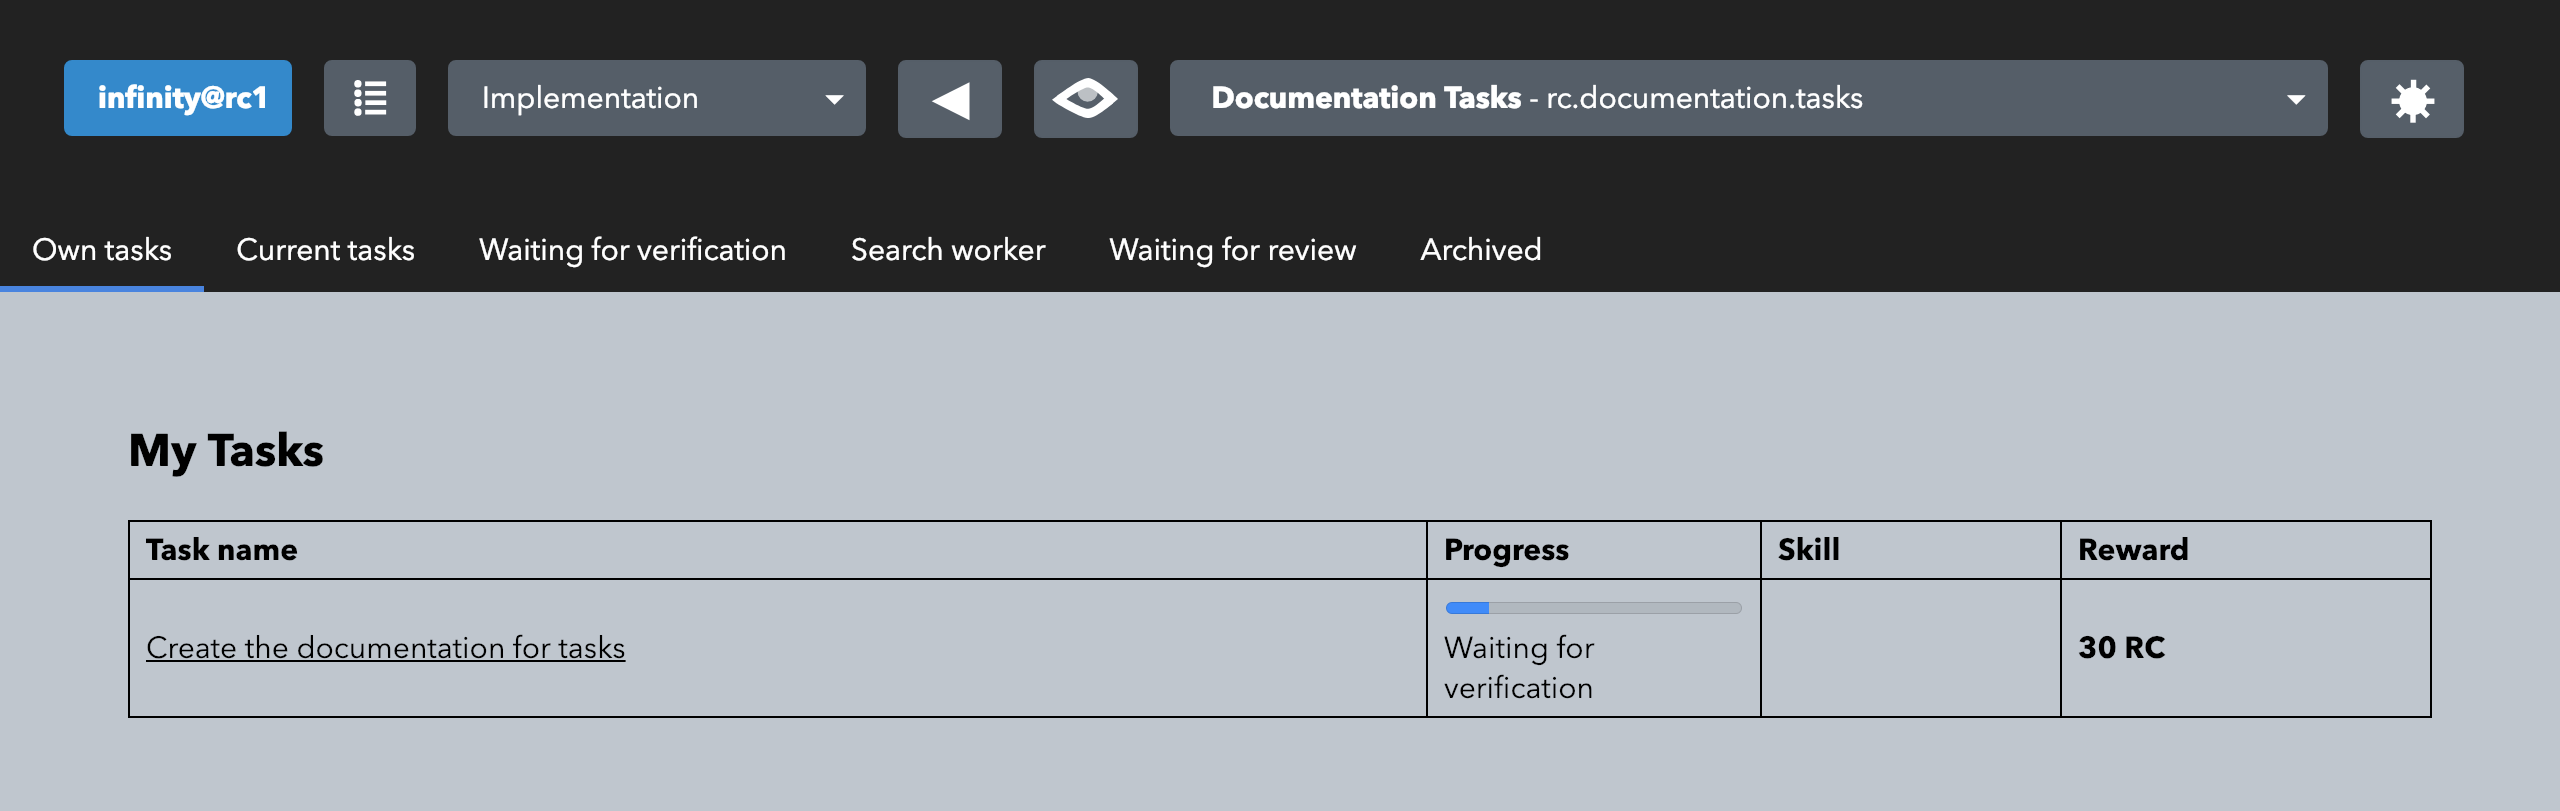 infinity@rc1
Implementation
Documentation Tasks - rc.documentation.tasks
Own tasks
Current tasks
Waiting for verification
Search worker
Waiting for review
Archived
My Tasks
Task name
Progress
Skill
Reward
Create the documentation for tasks
Waiting for
verification
30 RC